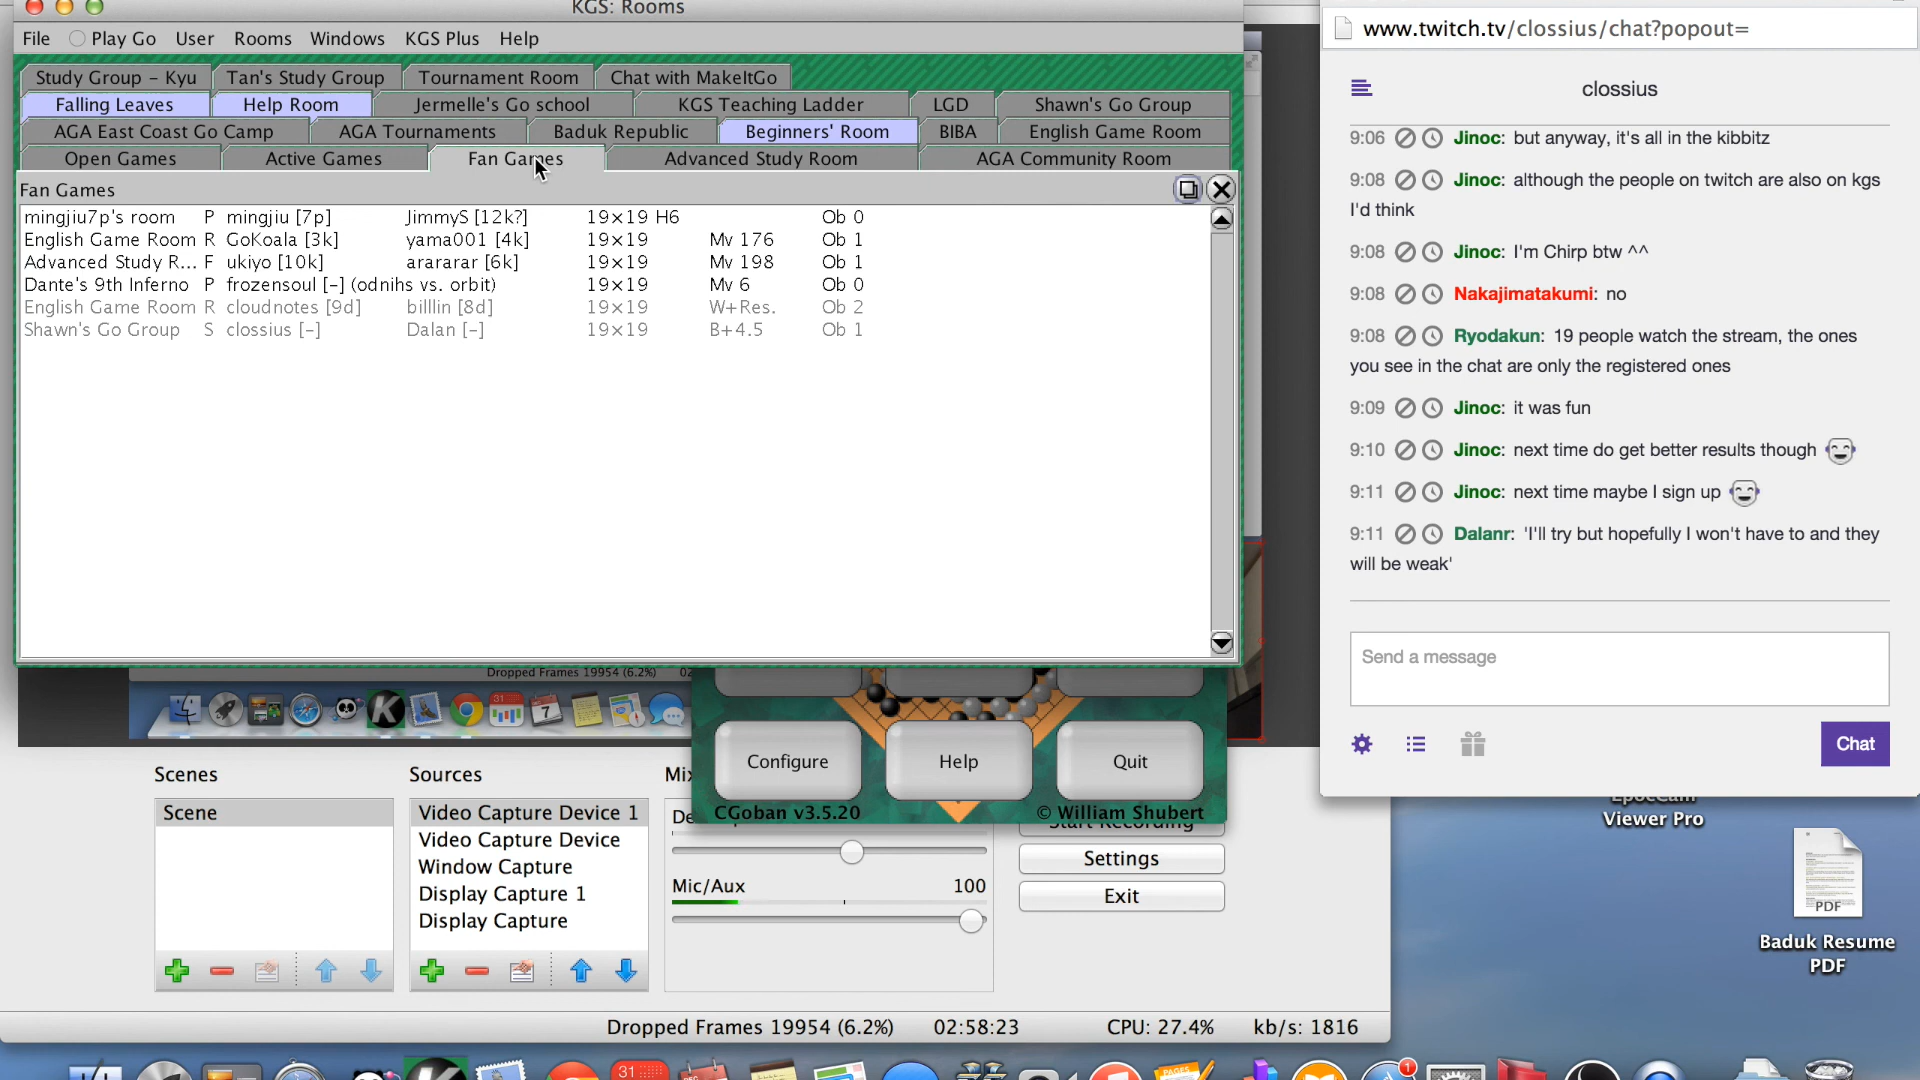 KGS: Rooms
File Play Go User Rooms Windows KGS Plus Help
Study Group - Kyu Tan's Study Group Tournament Room Chat with MakeItGo
Falling Leaves Help Room Jermelle's Go school KGS Teaching Ladder LGD Shawn's Go Group
AGA East Coast Go Camp AGA Tournaments Baduk Republic Beginners' Room BIBA English Game Room
Open Games Active Games Fan Games Advanced Study Room AGA Community Room
Fan Games
mingjiu7p's room P mingjiu [7p] JimmyS [12k?] 19×19 H6 Ob 0
English Game Room R GoKoala [3k] yama001 [4k] 19×19 Mv 176 Ob 1
Advanced Study R... F ukiyo [10k] arararar [6k] 19×19 Mv 198 Ob 1
Dante's 9th Inferno P frozensoul [-] (odnihs vs. orbit) 19×19 Mv 6 Ob 0
English Game Room R cloudnotes [9d] billlin [8d] 19×19 W+Res. Ob 2
Shawn's Go Group S clossius [-] Dalan [-] 19×19 B+4.5 Ob 1
Dropped Frames 19954 (6.2%) 02
31
7
Configure Help Quit
CGoban v3.5.20 © William Shubert
Scenes Sources
Scene
Video Capture Device 1
Video Capture Device
Window Capture
Display Capture 1
Display Capture
Mic/Aux 100
Start Recording
Settings
Exit
Dropped Frames 19954 (6.2%) 02:58:23 CPU: 27.4% kb/s: 1816
www.twitch.tv/clossius/chat?popout=
clossius
9:06 Jinoc: but anyway, it's all in the kibbitz
9:08 Jinoc: although the people on twitch are also on kgs
I'd think
9:08 Jinoc: I'm Chirp btw ^^
9:08 Nakajimatakumi: no
9:08 Ryodakun: 19 people watch the stream, the ones
you see in the chat are only the registered ones
9:09 Jinoc: it was fun
9:10 Jinoc: next time do get better results though
9:11 Jinoc: next time maybe I sign up
9:11 Dalanr: 'I'll try but hopefully I won't have to and they
will be weak'
Send a message
Chat
EpocCam
Viewer Pro
PDF
Baduk Resume
PDF
31
PAGES
1